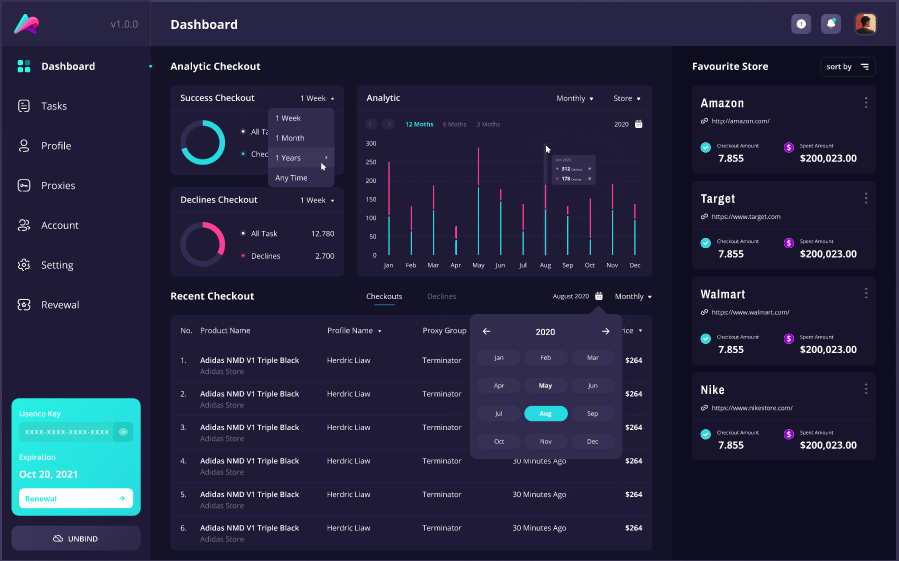 v1.0.0
Dashboard
Dashboard
Tasks
Profile
Proxies
Account
Setting
Revewal
Lisence Key
xxxx-xxxx-xxxx-xxxx
Expiration
Oct 20, 2021
Renewal
UNBIND
Analytic Checkout
Success Checkout
1 Week
All Ta
Chec
1 Week
1 Month
1 Years
Any Time
Declines Checkout
1 Week
All Task 12.780
Declines 2.700
Analytic
Monthly
Store
12 Moths 6 Moths 3 Moths
2020
300
250
200
150
100
50
0
Jan Feb Mar Apr May Jun Jul Aug Sep Oct Nov Dec
312
178
Recent Checkout
Checkouts Declines
August 2020
Monthly
No. Product Name Profile Name Proxy Group rice
1. Adidas NMD V1 Triple Black Herdric Liaw Terminator $264
Adidas Store
2. Adidas NMD V1 Triple Black Herdric Liaw Terminator $264
Adidas Store
3. Adidas NMD V1 Triple Black Herdric Liaw Terminator $264
Adidas Store
4. Adidas NMD V1 Triple Black Herdric Liaw Terminator 30 Minutes Ago $264
Adidas Store
5. Adidas NMD V1 Triple Black Herdric Liaw Terminator 30 Minutes Ago $264
Adidas Store
6. Adidas NMD V1 Triple Black Herdric Liaw Terminator 30 Minutes Ago $264
Adidas Store
2020
Jan Feb Mar
Apr May Jun
Jul Aug Sep
Oct Nov Dec
Favourite Store
sort by
Amazon
http://amazon.com/
Checkout Amount Spent Amount
7.855 $200,023.00
Target
https://www.target.com
Checkout Amount Spent Amount
7.855 $200,023.00
Walmart
https://www.walmart.com/
Checkout Amount Spent Amount
7.855 $200,023.00
Nike
https://www.nikestore.com/
Checkout Amount Spent Amount
7.855 $200,023.00